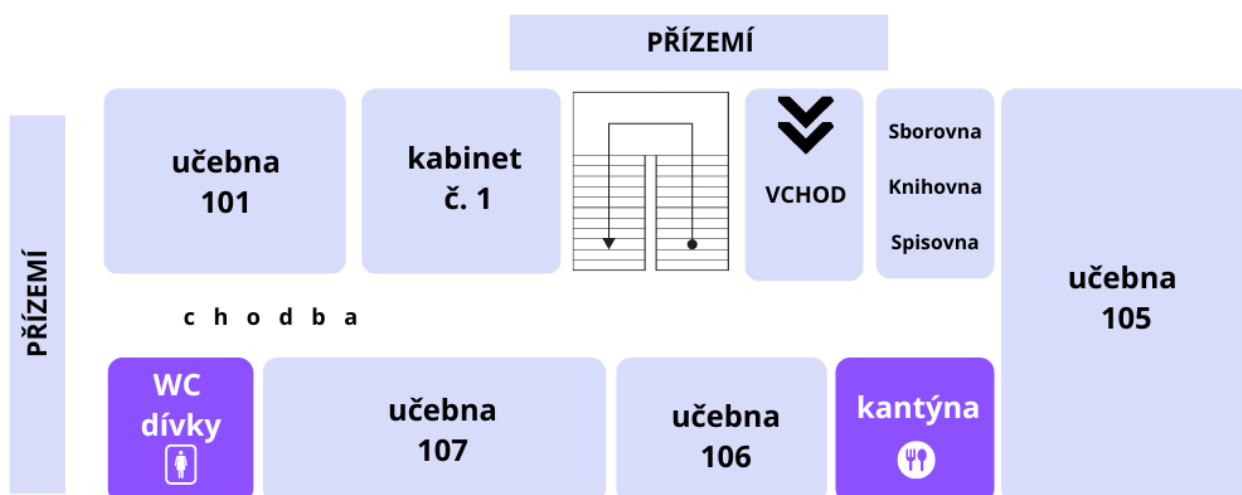 PŘÍZEMÍ
PŘÍZEMÍ
učebna
101
kabinet
č. 1
VCHOD
Sborovna
Knihovna
Spisovna
učebna
105
c h o d b a
WC
dívky
učebna
107
učebna
106
kantýna